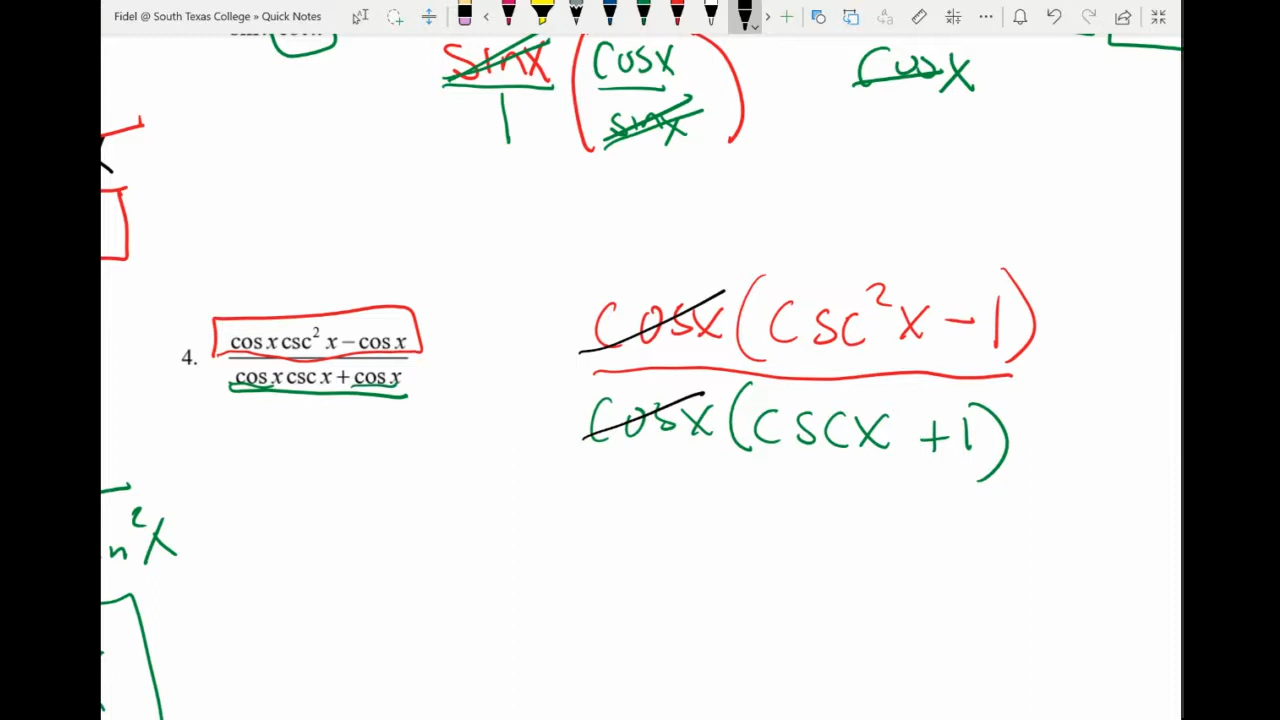 Fidel @ South Texas College » Quick Notes
sinx cosx cosx
1 sinx
cosx(csc²x−1)
4. cos x csc² x − cos x
cos x csc x + cos x
cosx(cscx +1)
n²x